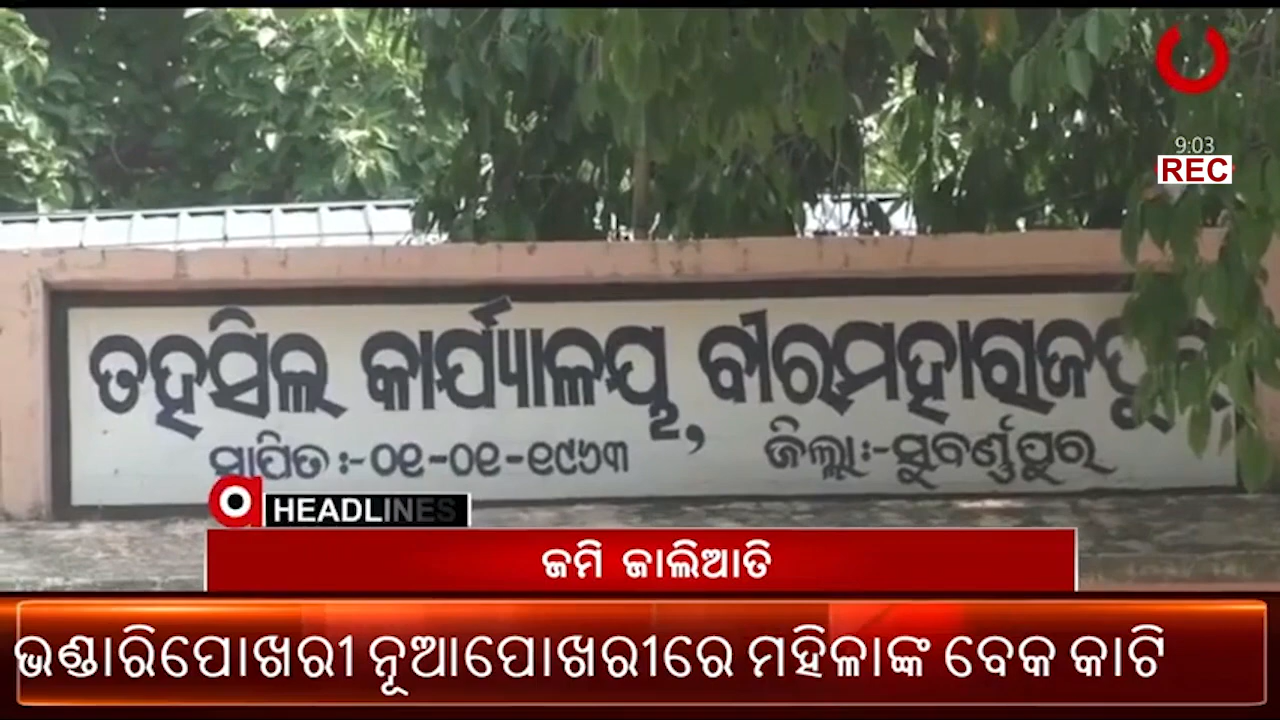 9:03
REC
ତହସିଲ କାର୍ଯ୍ୟାଳୟ, ବୀରମହାରାଜପୁର
ସ୍ଥାପିତ :-୦୧-୦୧-୧୯୬୩ ଜିଲ୍ଲା:-ସୁବର୍ଣ୍ଣପୁର
HEADLINES
ଜମି ଜାଲିଆତି
ଭଣ୍ଡାରିପୋଖରୀ ନୂଆପୋଖରୀରେ ମହିଳାଙ୍କ ବେକ କାଟି